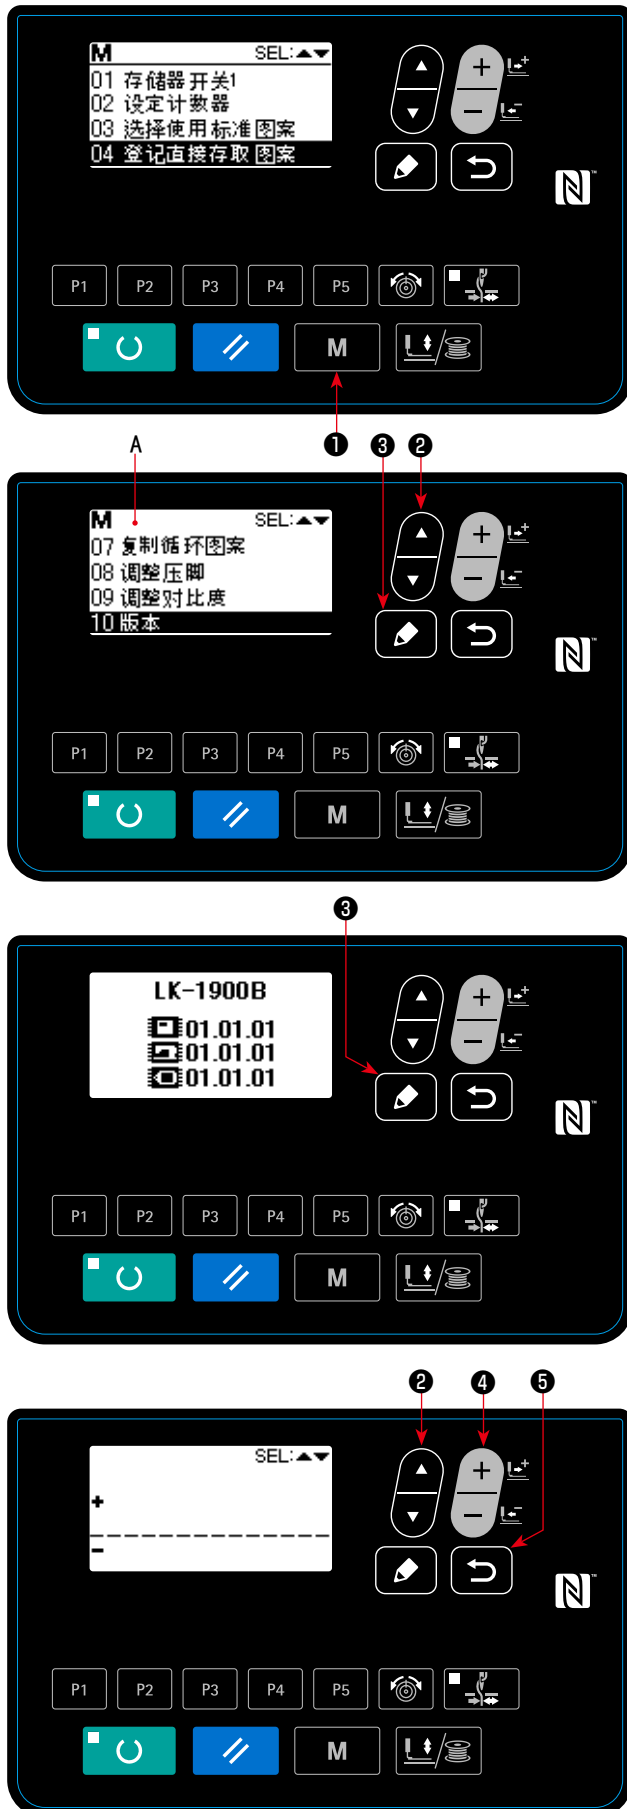 M SEL:▲▼
01 存储器开关1
02 设定计数器
03 选择使用标准图案
04 登记直接存取图案
+
−
N™
P1 P2 P3 P4 P5
M
❶
A ❸ ❷
M SEL:▲▼
07 复制循环图案
08 调整压脚
09 调整对比度
10 版本
+
−
N™
P1 P2 P3 P4 P5
M
❸
LK-1900B
01.01.01
01.01.01
01.01.01
+
−
N™
P1 P2 P3 P4 P5
M
❷ ❹ ❺
SEL:▲▼
+
−
+
−
N™
P1 P2 P3 P4 P5
M